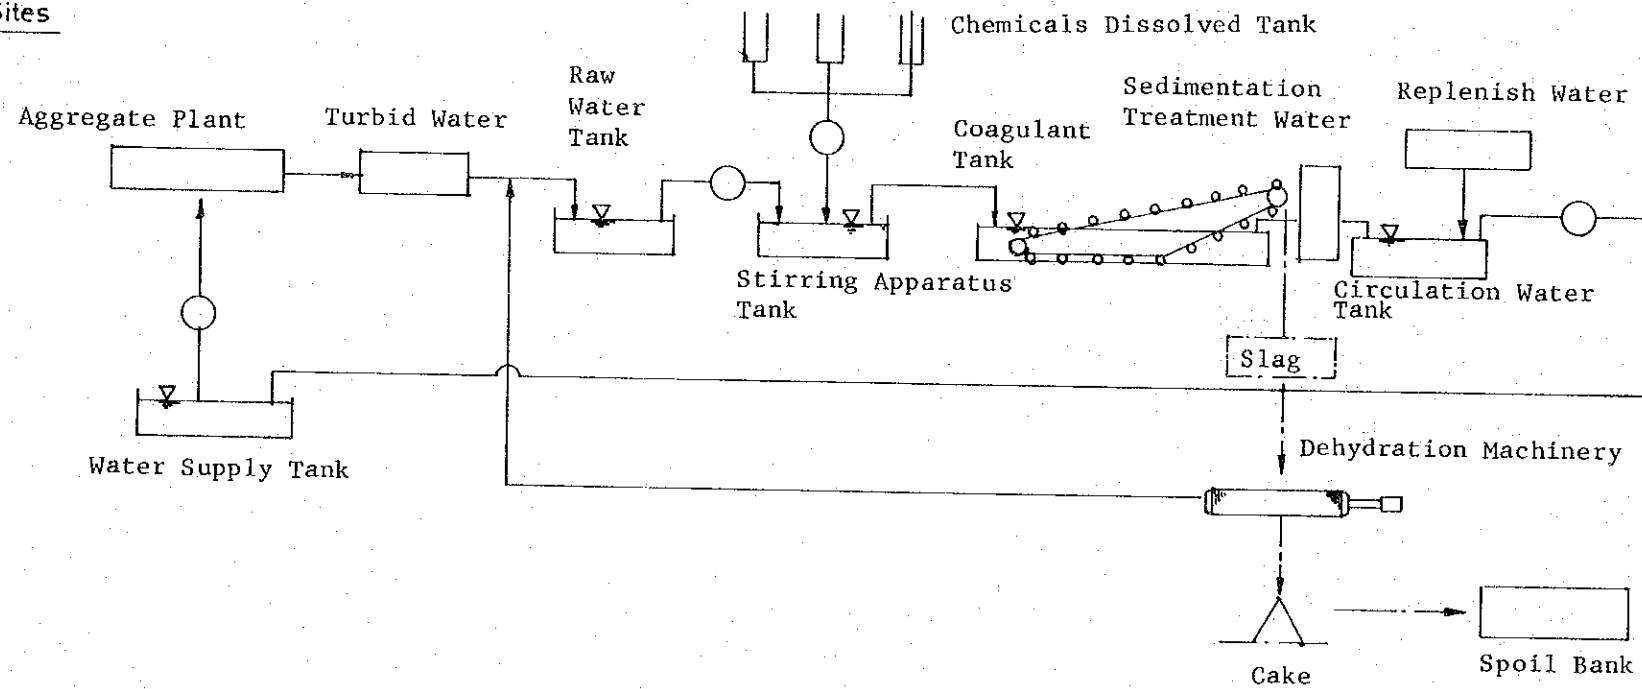 Sites
Chemicals Dissolved Tank
Raw
Water
Tank
Sedimentation
Treatment Water
Replenish Water
Aggregate Plant
Turbid Water
Coagulant
Tank
Stirring Apparatus
Tank
Circulation Water
Tank
Slag
Water Supply Tank
Dehydration Machinery
Cake
Spoil Bank